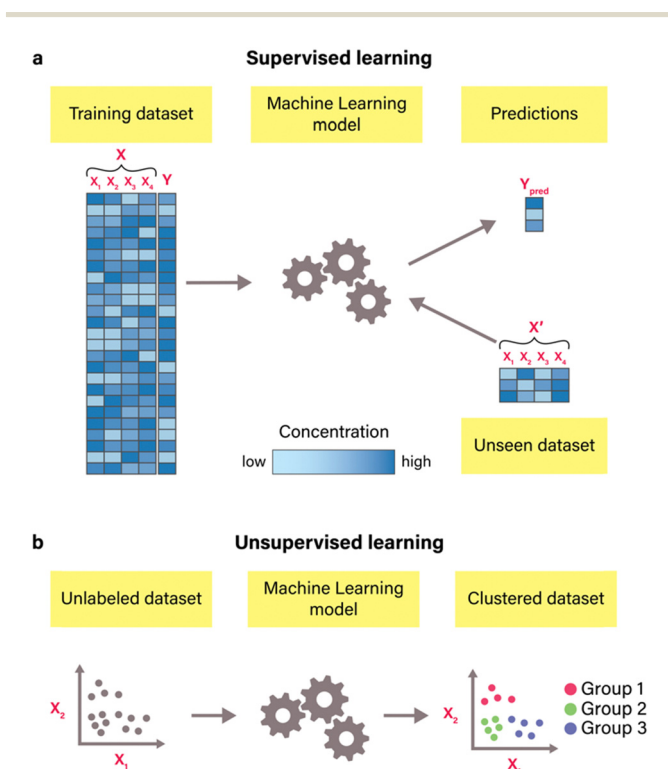 a
Supervised learning
Training dataset
Machine Learning
model
Predictions
X
X₁ X₂ X₃ X₄ Y
Y pred
X′
X₁ X₂ X₃ X₄
Concentration
low
high
Unseen dataset
b
Unsupervised learning
Unlabeled dataset
Machine Learning
model
Clustered dataset
X₂
X₁
X₂
Group 1
Group 2
Group 3